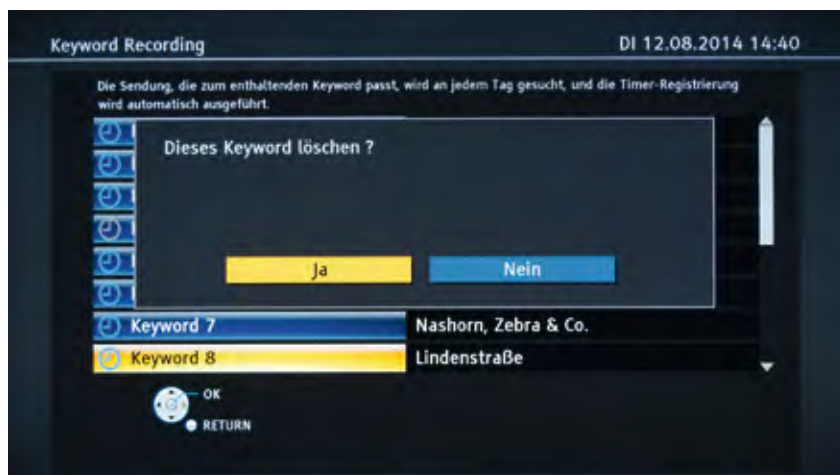 Keyword Recording
DI 12.08.2014 14:40
Die Sendung, die zum enthaltenden Keyword passt, wird an jedem Tag gesucht, und die Timer-Registrierung
wird automatisch ausgeführt.
Dieses Keyword löschen ?
Ja
Nein
Keyword 7
Nashorn, Zebra & Co.
Keyword 8
Lindenstraße
OK
RETURN